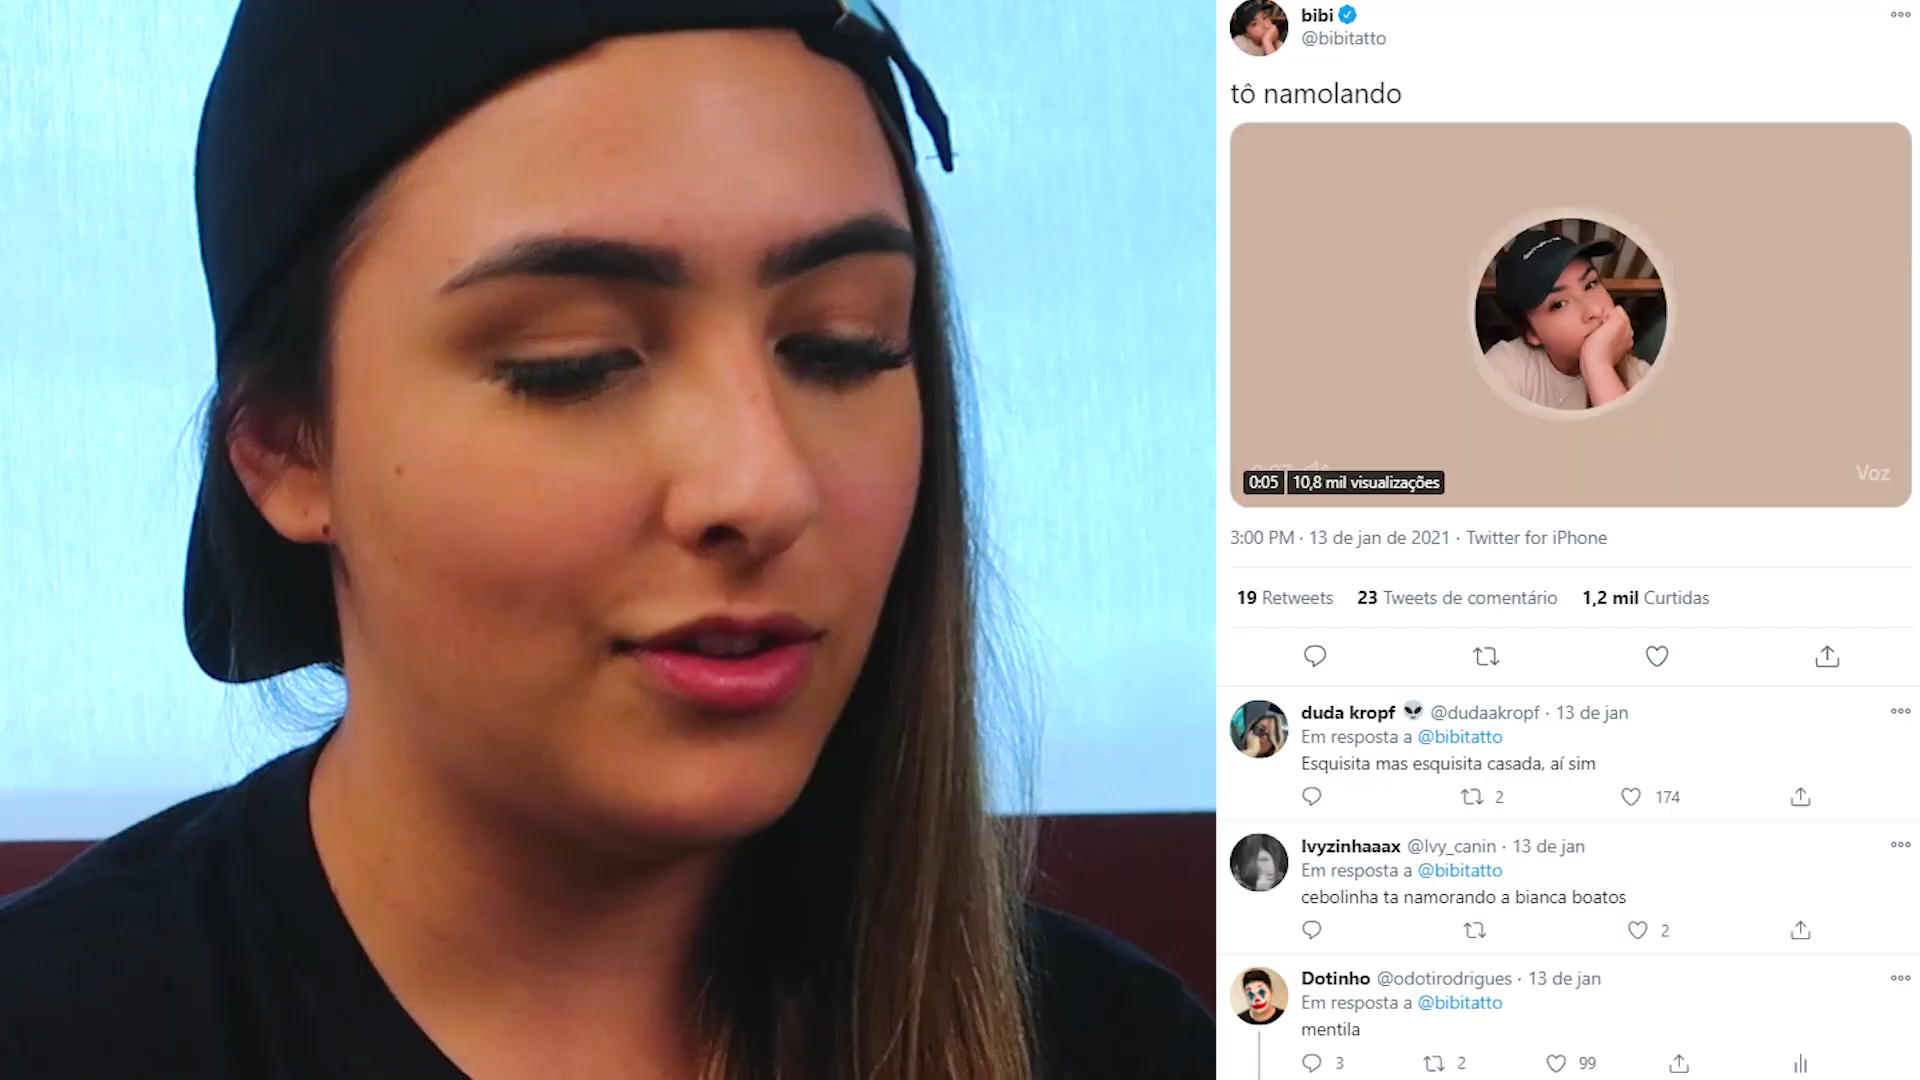 bibi
@bibitatto
tô namolando
Voz
0:05 10,8 mil visualizações
3:00 PM · 13 de jan de 2021 · Twitter for iPhone
19 Retweets 23 Tweets de comentário 1,2 mil Curtidas
duda kropf @dudaakropf · 13 de jan
Em resposta a @bibitatto
Esquisita mas esquisita casada, aí sim
2 174
Ivyzinhaaax @Ivy_canin · 13 de jan
Em resposta a @bibitatto
cebolinha ta namorando a bianca boatos
2
Dotinho @odotirodrigues · 13 de jan
Em resposta a @bibitatto
mentila
3 2 99